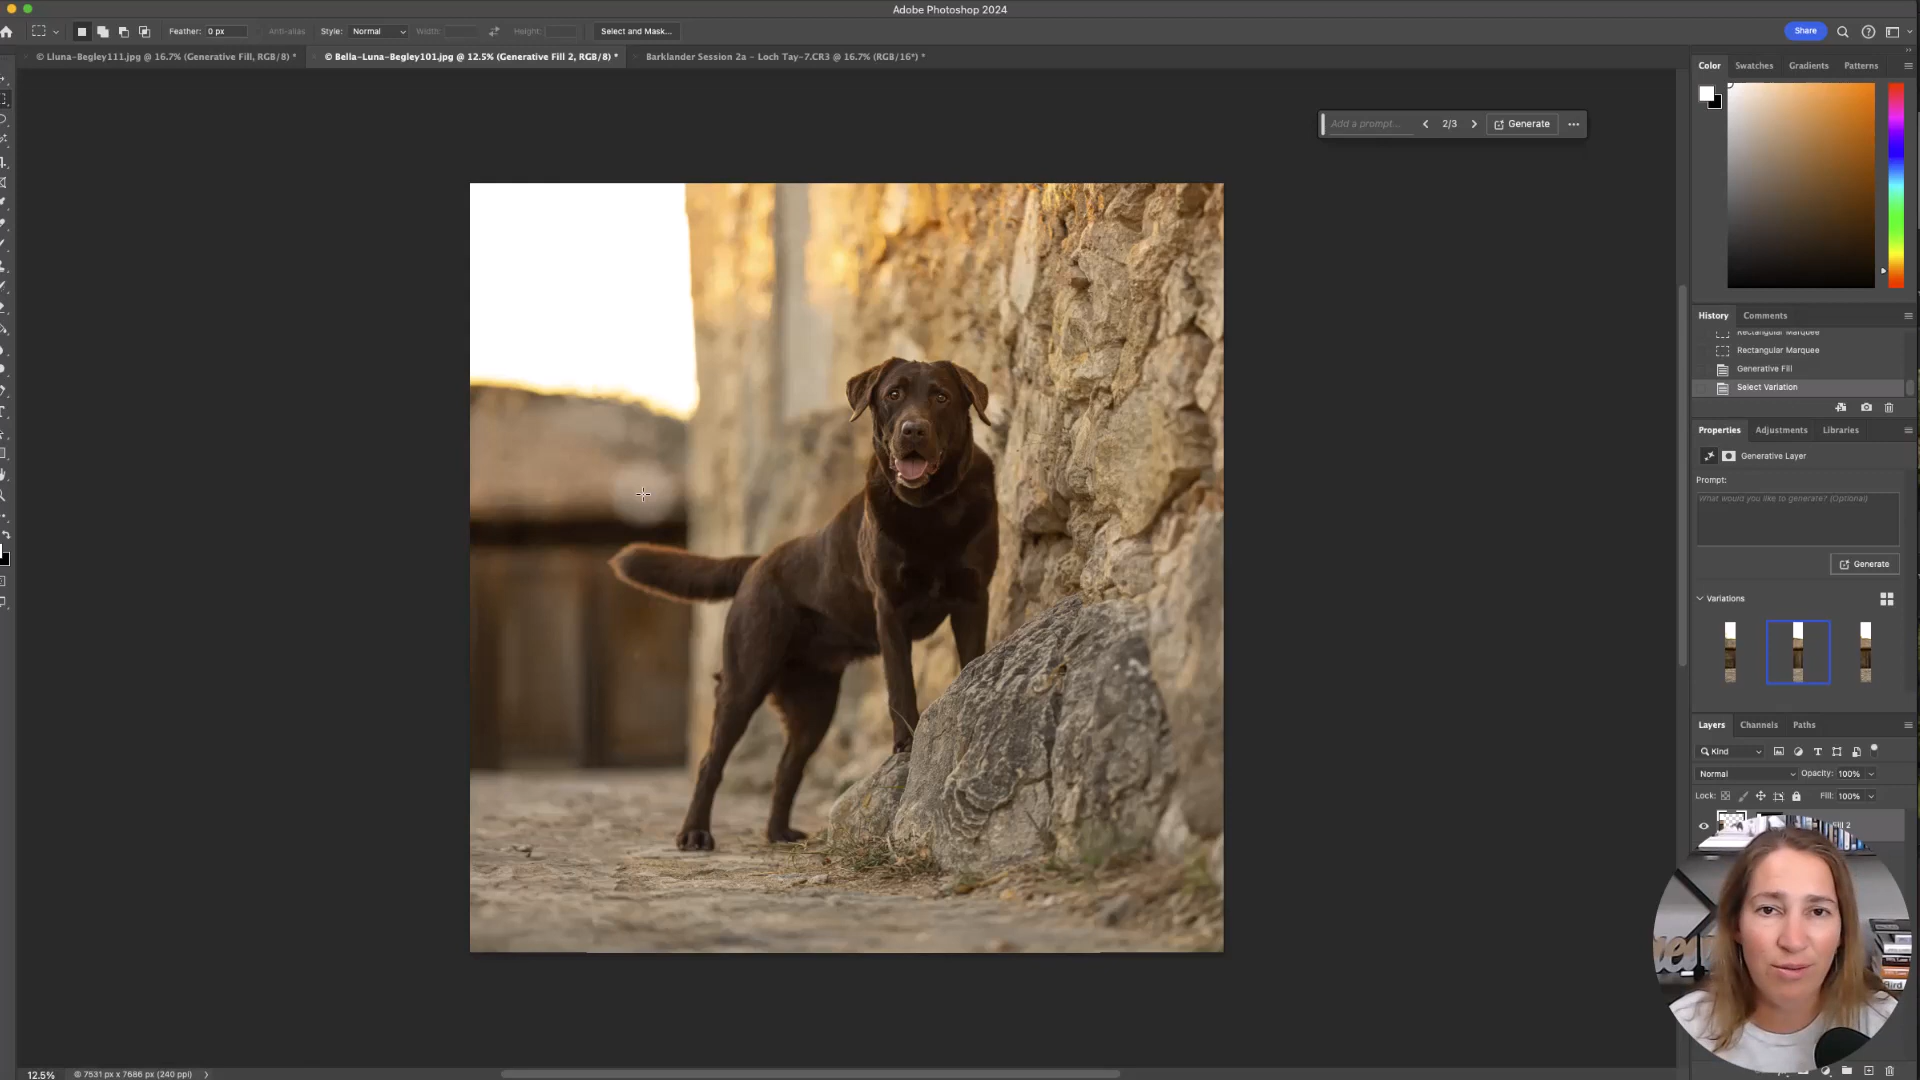 Adobe Photoshop 2024
Feather: 0 px Anti-alias Style: Normal Width: Height: Select and Mask... Share
© Lluna-Begley111.jpg @ 16.7% (Generative Fill, RGB/8) * © Bella-Luna-Begley101.jpg @ 12.5% (Generative Fill 2, RGB/8) * Barklander Session 2a – Loch Tay-7.CR3 @ 16.7% (RGB/16*) *
Color Swatches Gradients Patterns
Add a prompt... 2/3 Generate
History Comments
Rectangular Marquee
Rectangular Marquee
Generative Fill
Select Variation
Properties Adjustments Libraries
Generative Layer
Prompt:
What would you like to generate? (Optional)
Generate
Variations
Layers Channels Paths
Kind
Normal Opacity: 100%
Lock: Fill: 100%
12.5% 7531 px x 7686 px (240 ppi)